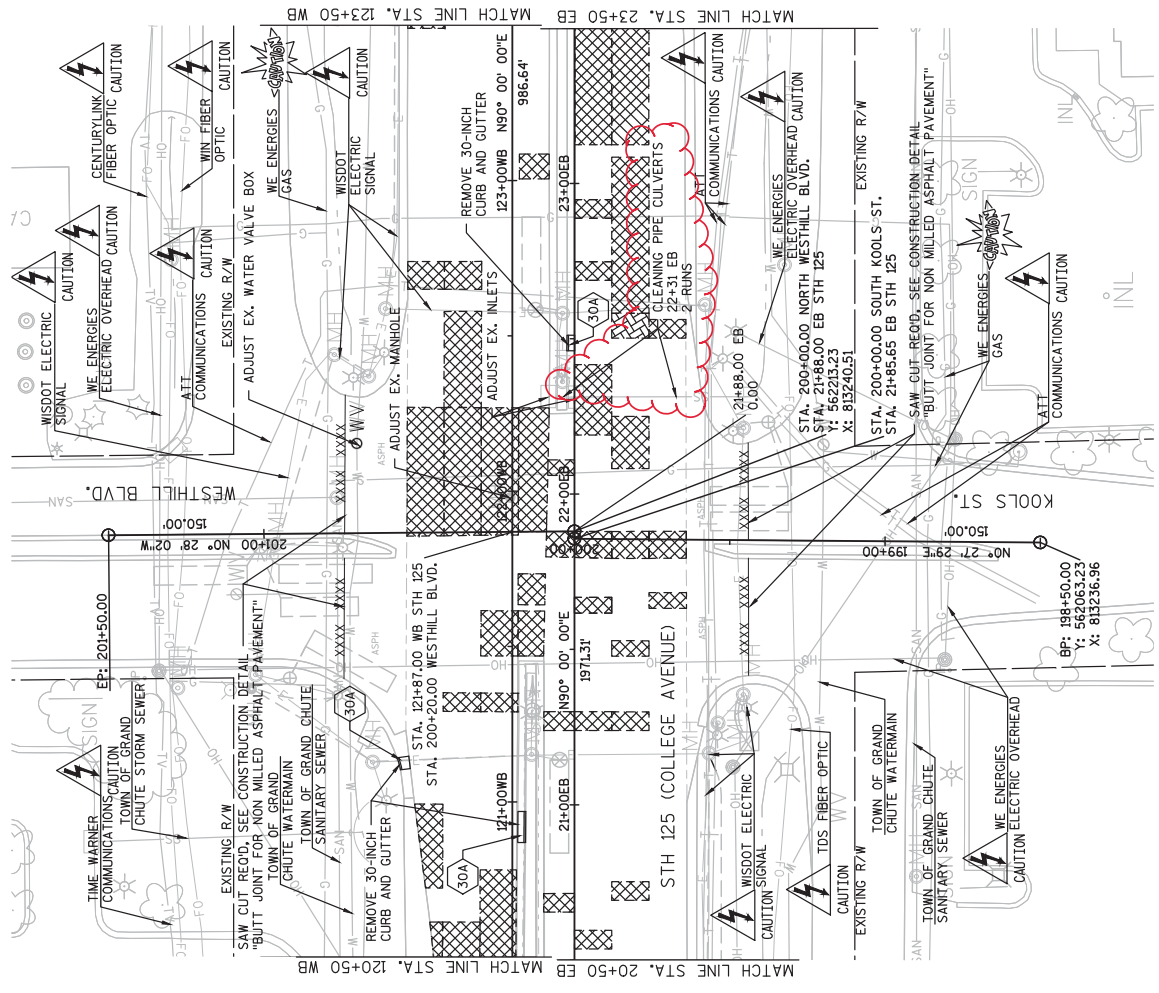 MATCH LINE STA. 123+50 WB
MATCH LINE STA. 23+50 EB
CENTURYLINK
FIBER OPTIC
CAUTION
WIN FIBER
OPTIC
CAUTION
CAUTION
WE ENERGIES
GAS
CAUTION
WISDOT
ELECTRIC
SIGNAL
N90° 00' 00"E
986.64'
REMOVE 30-INCH
CURB AND GUTTER
123+00WB
23+00EB
CLEANING PIPE CULVERTS
22+31 EB
2 RUNS
CAUTION
ATT
COMMUNICATIONS
CAUTION
WE ENERGIES
ELECTRIC OVERHEAD
EXISTING R/W
SIGN
INL
WISDOT ELECTRIC
SIGNAL
CAUTION
WE ENERGIES
ELECTRIC OVERHEAD
CAUTION
ATT
COMMUNICATIONS
CAUTION
EXISTING R/W
ADJUST EX. WATER VALVE BOX
ADJUST EX. MANHOLE
ADJUST EX. INLETS
30A
21+88.00 EB
0.00
STA. 200+00.00 NORTH WESTHILL BLVD.
STA. 21+88.00 EB STH 125
Y: 562213.23
X: 813240.51
STA. 200+00.00 SOUTH KOOLS ST.
STA. 21+85.65 EB STH 125
SAW CUT REQ'D, SEE CONSTRUCTION DETAIL
"BUTT JOINT FOR NON MILLED ASPHALT PAVEMENT"
WE ENERGIES
GAS
CAUTION
ATT
COMMUNICATIONS
CAUTION
INL
WESTHILL BLVD.
150.00'
201+00
N0° 28' 02"W
EP: 201+50.00
122+00WB
22+00EB
200+00
KOOLS ST.
150.00'
199+00
N0° 27' 29"E
BP: 198+50.00
Y: 562063.23
X: 813236.96
SIGN
TIME WARNER
COMMUNICATIONS
CAUTION
TOWN OF GRAND
CHUTE STORM SEWER
EXISTING R/W
SAW CUT REQ'D, SEE CONSTRUCTION DETAIL
"BUTT JOINT FOR NON MILLED ASPHALT PAVEMENT"
TOWN OF GRAND
CHUTE WATERMAIN
TOWN OF GRAND CHUTE
SANITARY SEWER
30A
REMOVE 30-INCH
CURB AND GUTTER
STA. 121+87.00 WB STH 125
STA. 200+20.00 WESTHILL BLVD.
30A
121+00WB
21+00EB
N90° 00' 00"E
1971.31'
STH 125 (COLLEGE AVENUE)
WISDOT ELECTRIC
SIGNAL
CAUTION
TDS FIBER OPTIC
CAUTION
EXISTING R/W
TOWN OF GRAND
CHUTE WATERMAIN
TOWN OF GRAND CHUTE
SANITARY SEWER
WE ENERGIES
ELECTRIC OVERHEAD
CAUTION
MATCH LINE STA. 120+50 WB
MATCH LINE STA. 20+50 EB